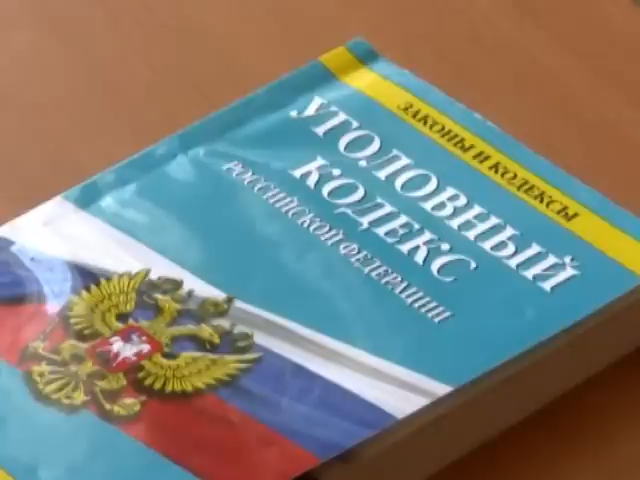 ЗАКОНЫ И КОДЕКСЫ
УГОЛОВНЫЙ
КОДЕКС
РОССИЙСКОЙ ФЕДЕРАЦИИ